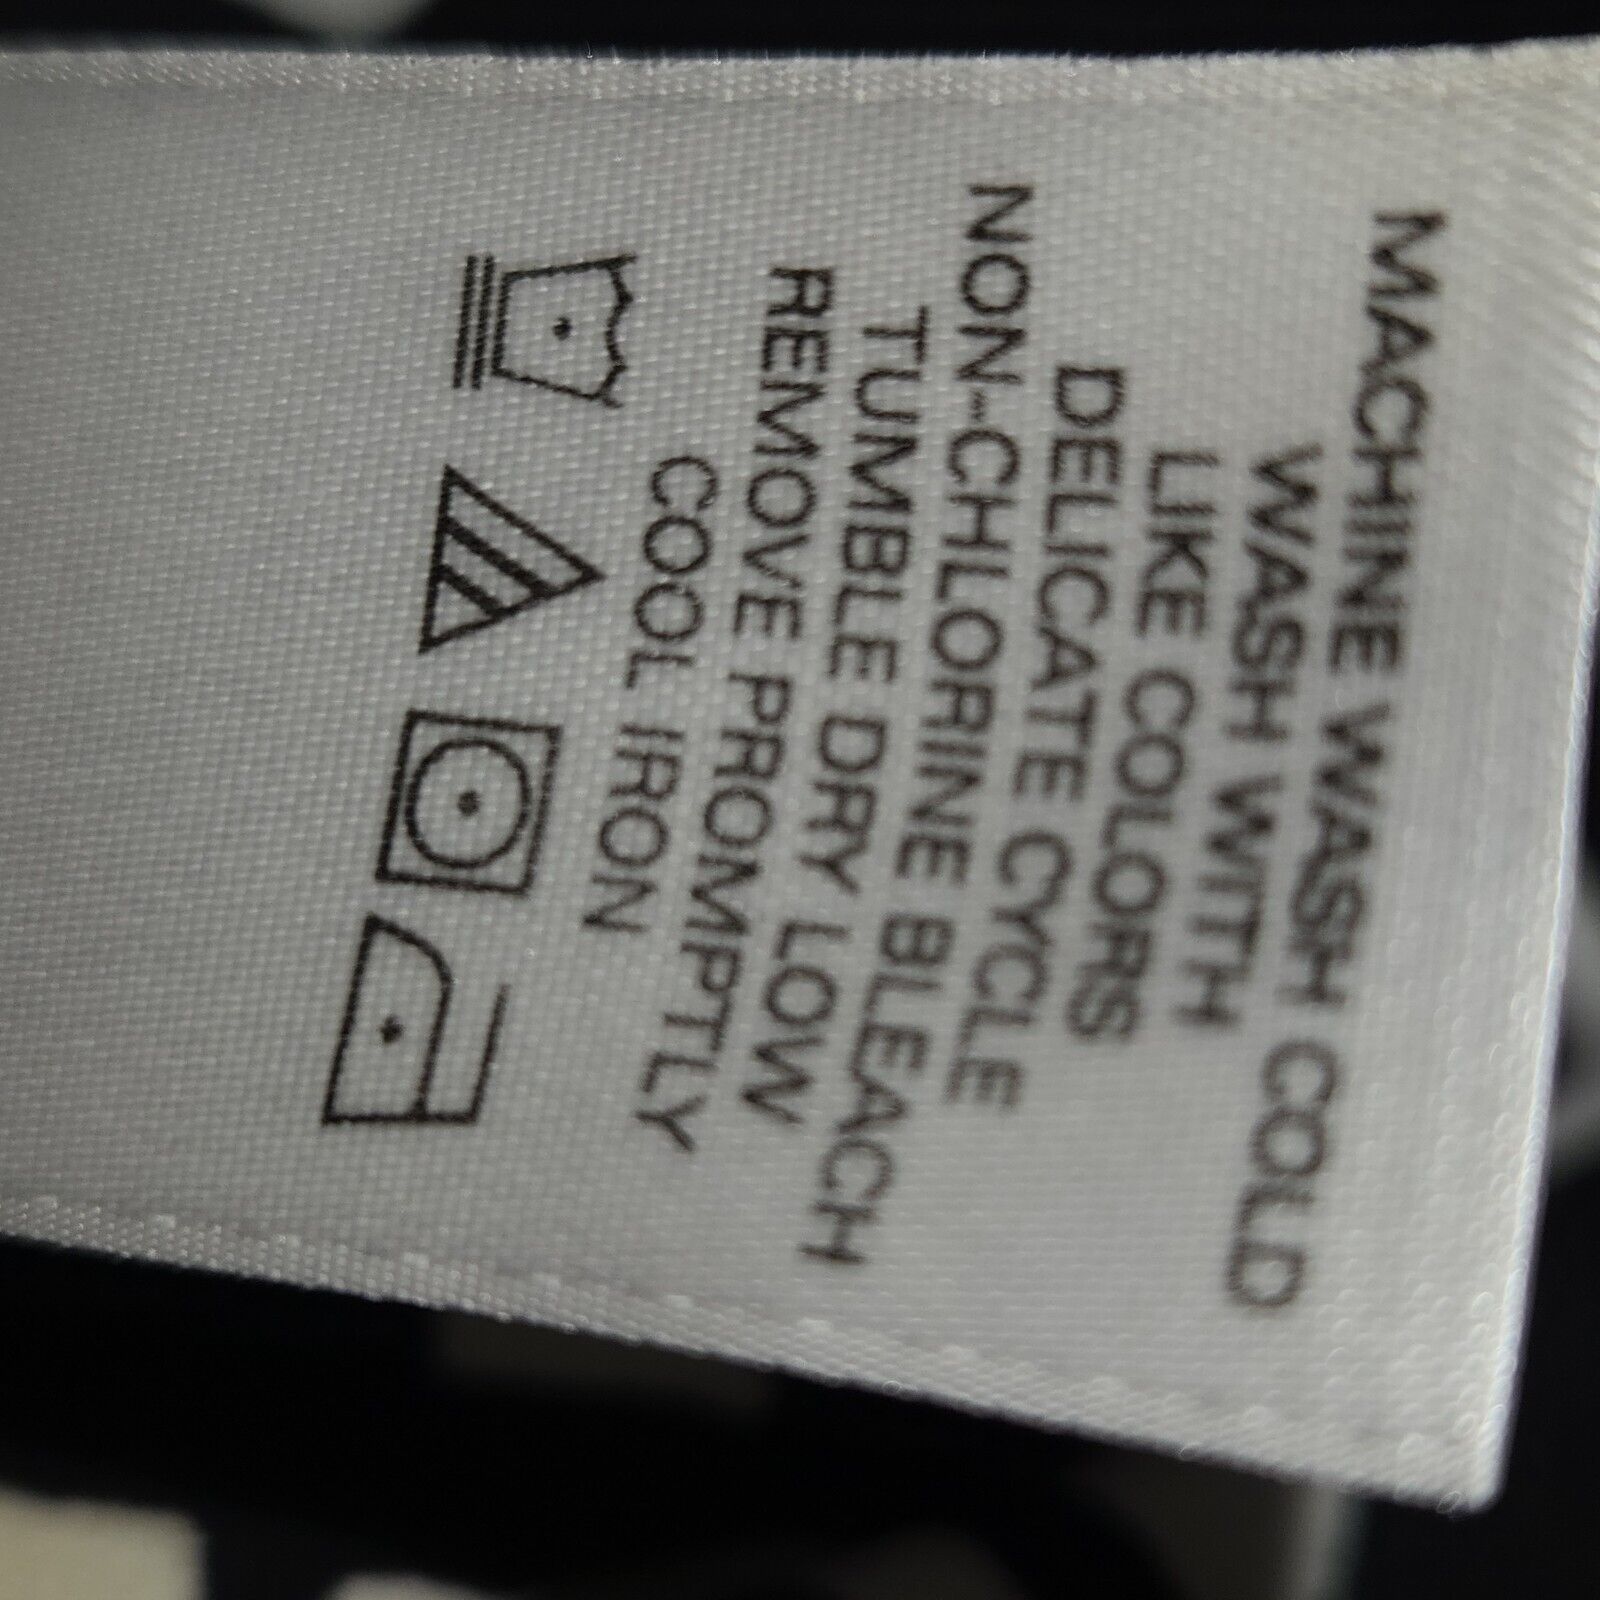 MACHINE WASH COLD
WASH WITH
LIKE COLORS
DELICATE CYCLE
NON-CHLORINE BLEACH
TUMBLE DRY LOW
REMOVE PROMPTLY
COOL IRON